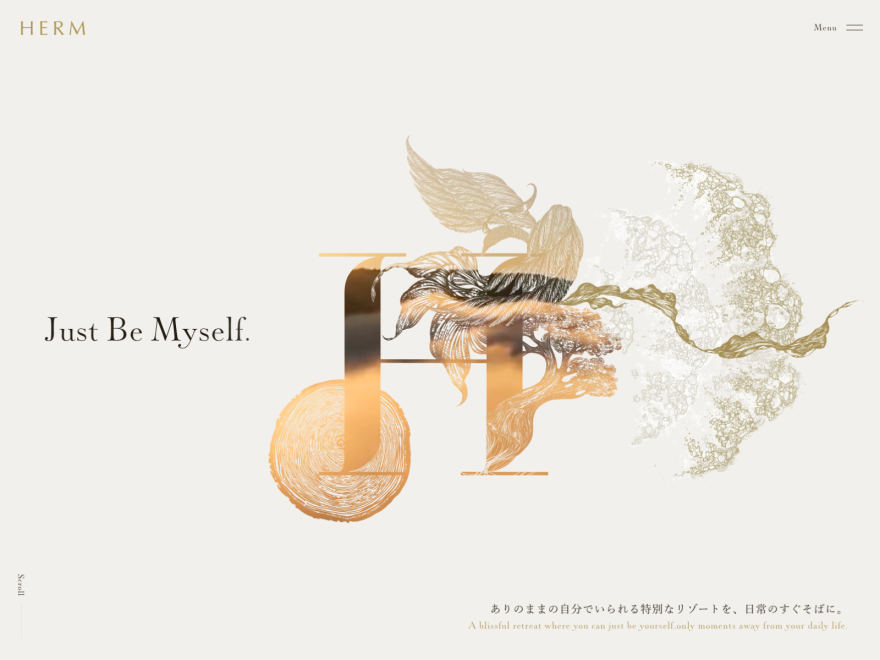 HERM
Menu
Just Be Myself.
Scroll
ありのままの自分でいられる特別なリゾートを、日常のすぐそばに。
A blissful retreat where you can just be yourself.only moments away from your daily life.